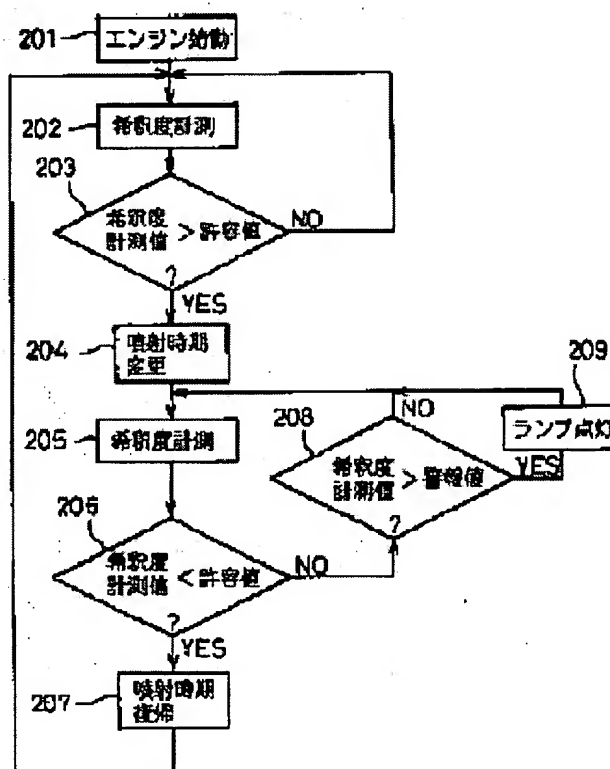 201
エンジン始動
202
希釈度計測
203
希釈度
計測値 > 許容値
?
NO
YES
204
噴射時期
変更
205
希釈度計測
206
希釈度
計測値 < 許容値
?
NO
YES
207
噴射時期
復帰
208
希釈度
計測値 > 警報値
?
NO
YES
209
ランプ点灯